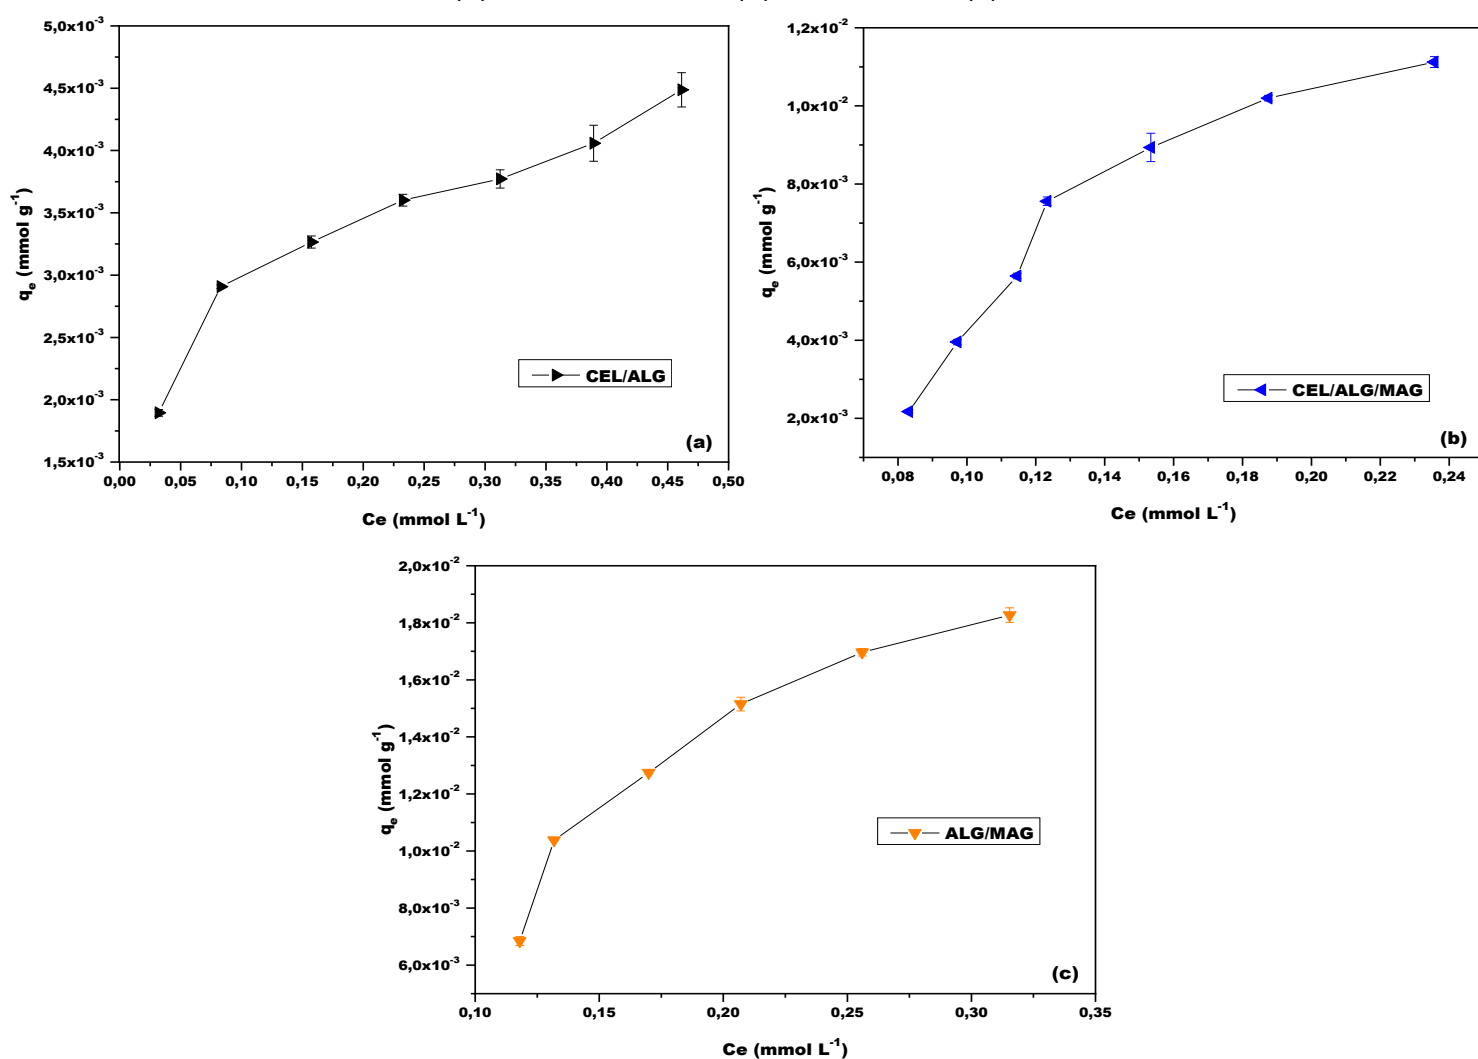 5,0x10⁻³
4,5x10⁻³
4,0x10⁻³
3,5x10⁻³
3,0x10⁻³
2,5x10⁻³
2,0x10⁻³
1,5x10⁻³
qₑ (mmol g⁻¹)
CEL/ALG
(a)
0,00 0,05 0,10 0,15 0,20 0,25 0,30 0,35 0,40 0,45 0,50
Ce (mmol L⁻¹)
1,2x10⁻²
1,0x10⁻²
8,0x10⁻³
6,0x10⁻³
4,0x10⁻³
2,0x10⁻³
qₑ (mmol g⁻¹)
CEL/ALG/MAG
(b)
0,08 0,10 0,12 0,14 0,16 0,18 0,20 0,22 0,24
Ce (mmol L⁻¹)
2,0x10⁻²
1,8x10⁻²
1,6x10⁻²
1,4x10⁻²
1,2x10⁻²
1,0x10⁻²
8,0x10⁻³
6,0x10⁻³
qₑ (mmol g⁻¹)
ALG/MAG
(c)
0,10 0,15 0,20 0,25 0,30 0,35
Ce (mmol L⁻¹)